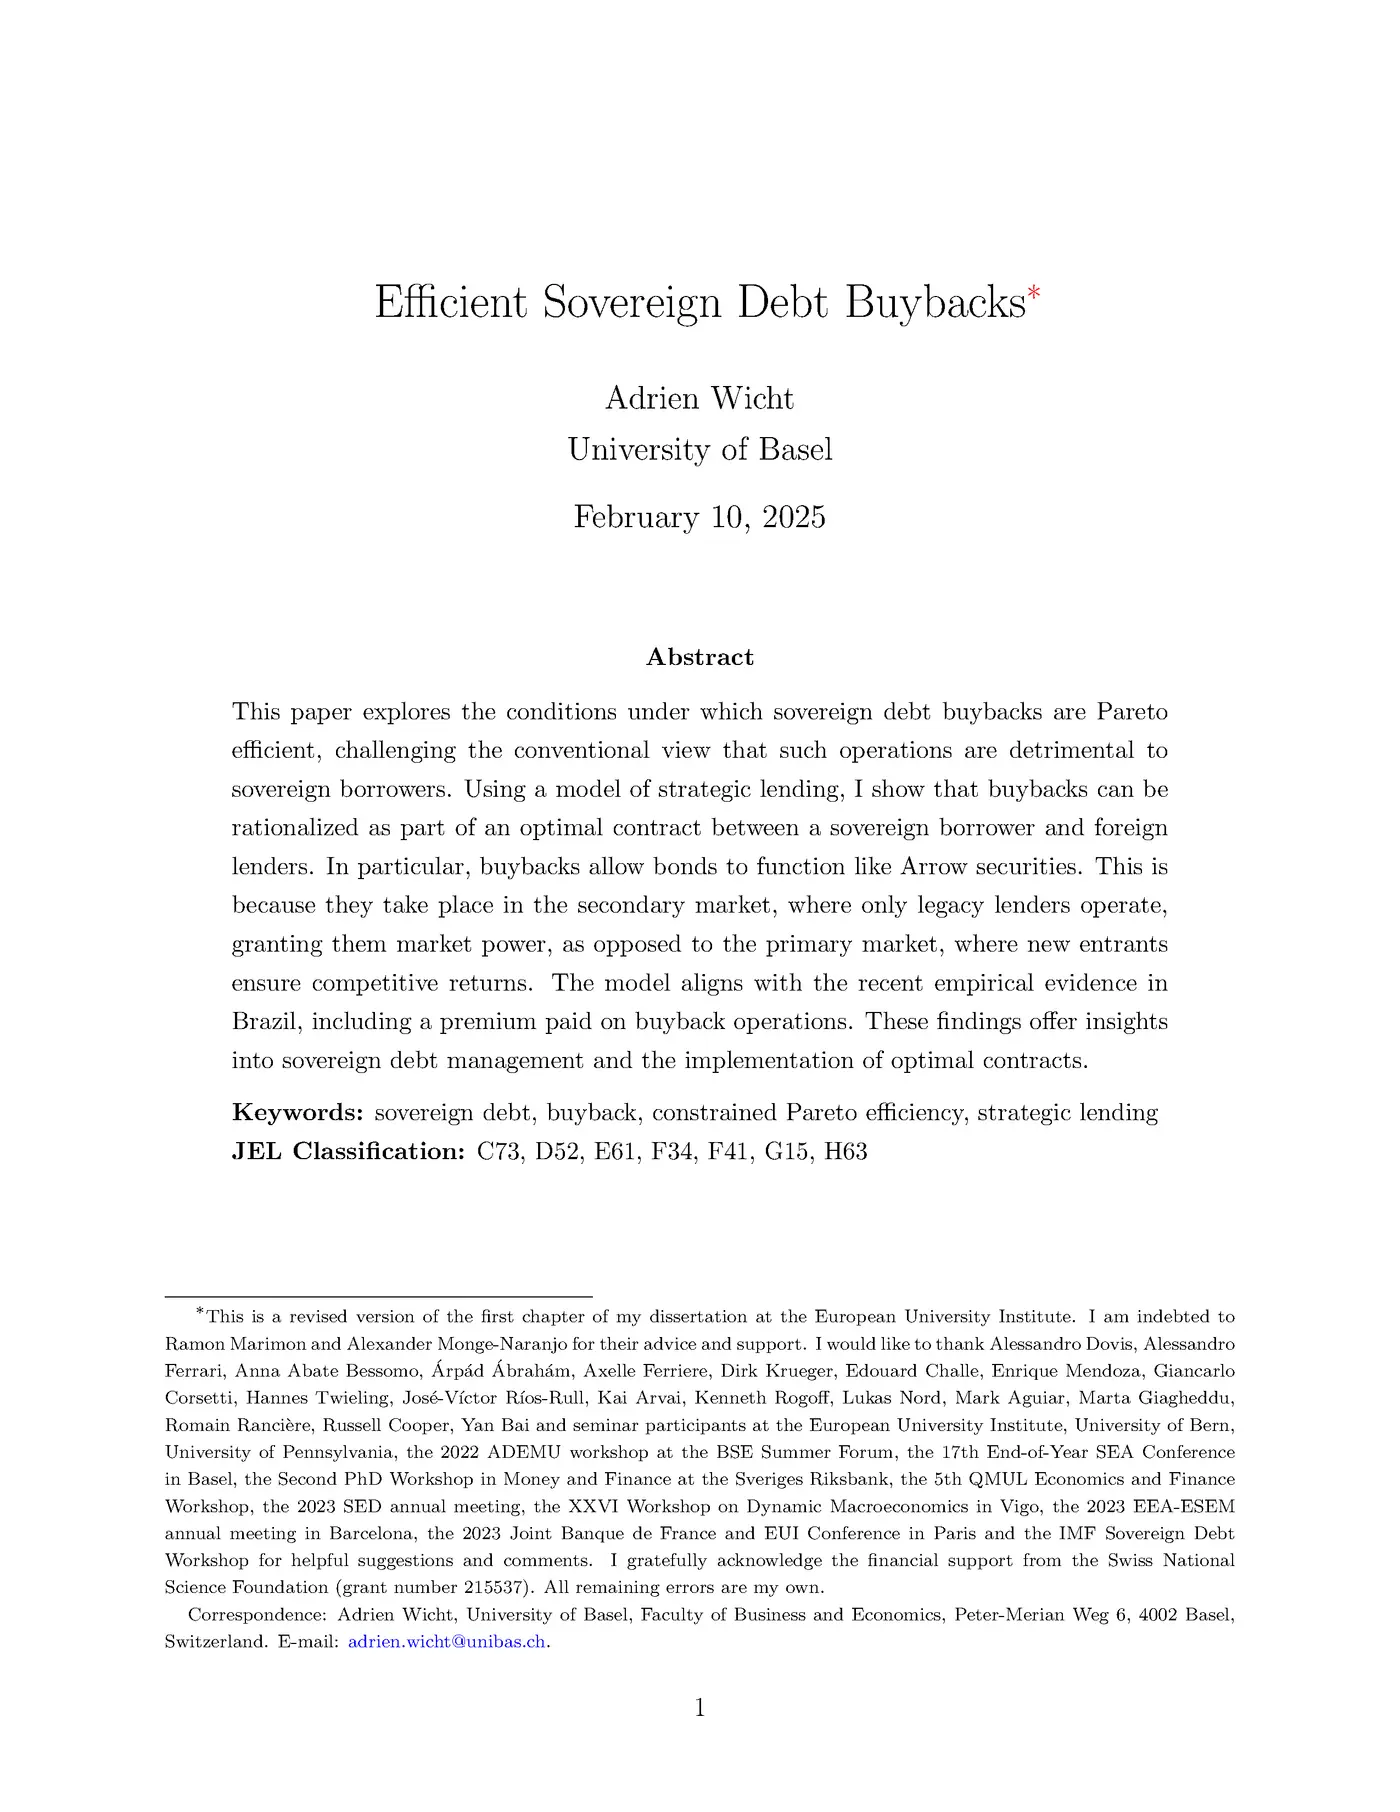 Efficient Sovereign Debt Buybacks*
Adrien Wicht
University of Basel
February 10, 2025
Abstract
This paper explores the conditions under which sovereign debt buybacks are Pareto
efficient, challenging the conventional view that such operations are detrimental to
sovereign borrowers. Using a model of strategic lending, I show that buybacks can be
rationalized as part of an optimal contract between a sovereign borrower and foreign
lenders. In particular, buybacks allow bonds to function like Arrow securities. This is
because they take place in the secondary market, where only legacy lenders operate,
granting them market power, as opposed to the primary market, where new entrants
ensure competitive returns. The model aligns with the recent empirical evidence in
Brazil, including a premium paid on buyback operations. These findings offer insights
into sovereign debt management and the implementation of optimal contracts.
Keywords: sovereign debt, buyback, constrained Pareto efficiency, strategic lending
JEL Classification: C73, D52, E61, F34, F41, G15, H63
*This is a revised version of the first chapter of my dissertation at the European University Institute. I am indebted to
Ramon Marimon and Alexander Monge-Naranjo for their advice and support. I would like to thank Alessandro Dovis, Alessandro
Ferrari, Anna Abate Bessomo, Árpád Ábrahám, Axelle Ferriere, Dirk Krueger, Edouard Challe, Enrique Mendoza, Giancarlo
Corsetti, Hannes Twieling, José-Víctor Ríos-Rull, Kai Arvai, Kenneth Rogoff, Lukas Nord, Mark Aguiar, Marta Giagheddu,
Romain Rancière, Russell Cooper, Yan Bai and seminar participants at the European University Institute, University of Bern,
University of Pennsylvania, the 2022 ADEMU workshop at the BSE Summer Forum, the 17th End-of-Year SEA Conference
in Basel, the Second PhD Workshop in Money and Finance at the Sveriges Riksbank, the 5th QMUL Economics and Finance
Workshop, the 2023 SED annual meeting, the XXVI Workshop on Dynamic Macroeconomics in Vigo, the 2023 EEA-ESEM
annual meeting in Barcelona, the 2023 Joint Banque de France and EUI Conference in Paris and the IMF Sovereign Debt
Workshop for helpful suggestions and comments. I gratefully acknowledge the financial support from the Swiss National
Science Foundation (grant number 215537). All remaining errors are my own.
Correspondence: Adrien Wicht, University of Basel, Faculty of Business and Economics, Peter-Merian Weg 6, 4002 Basel,
Switzerland. E-mail: adrien.wicht@unibas.ch.
1